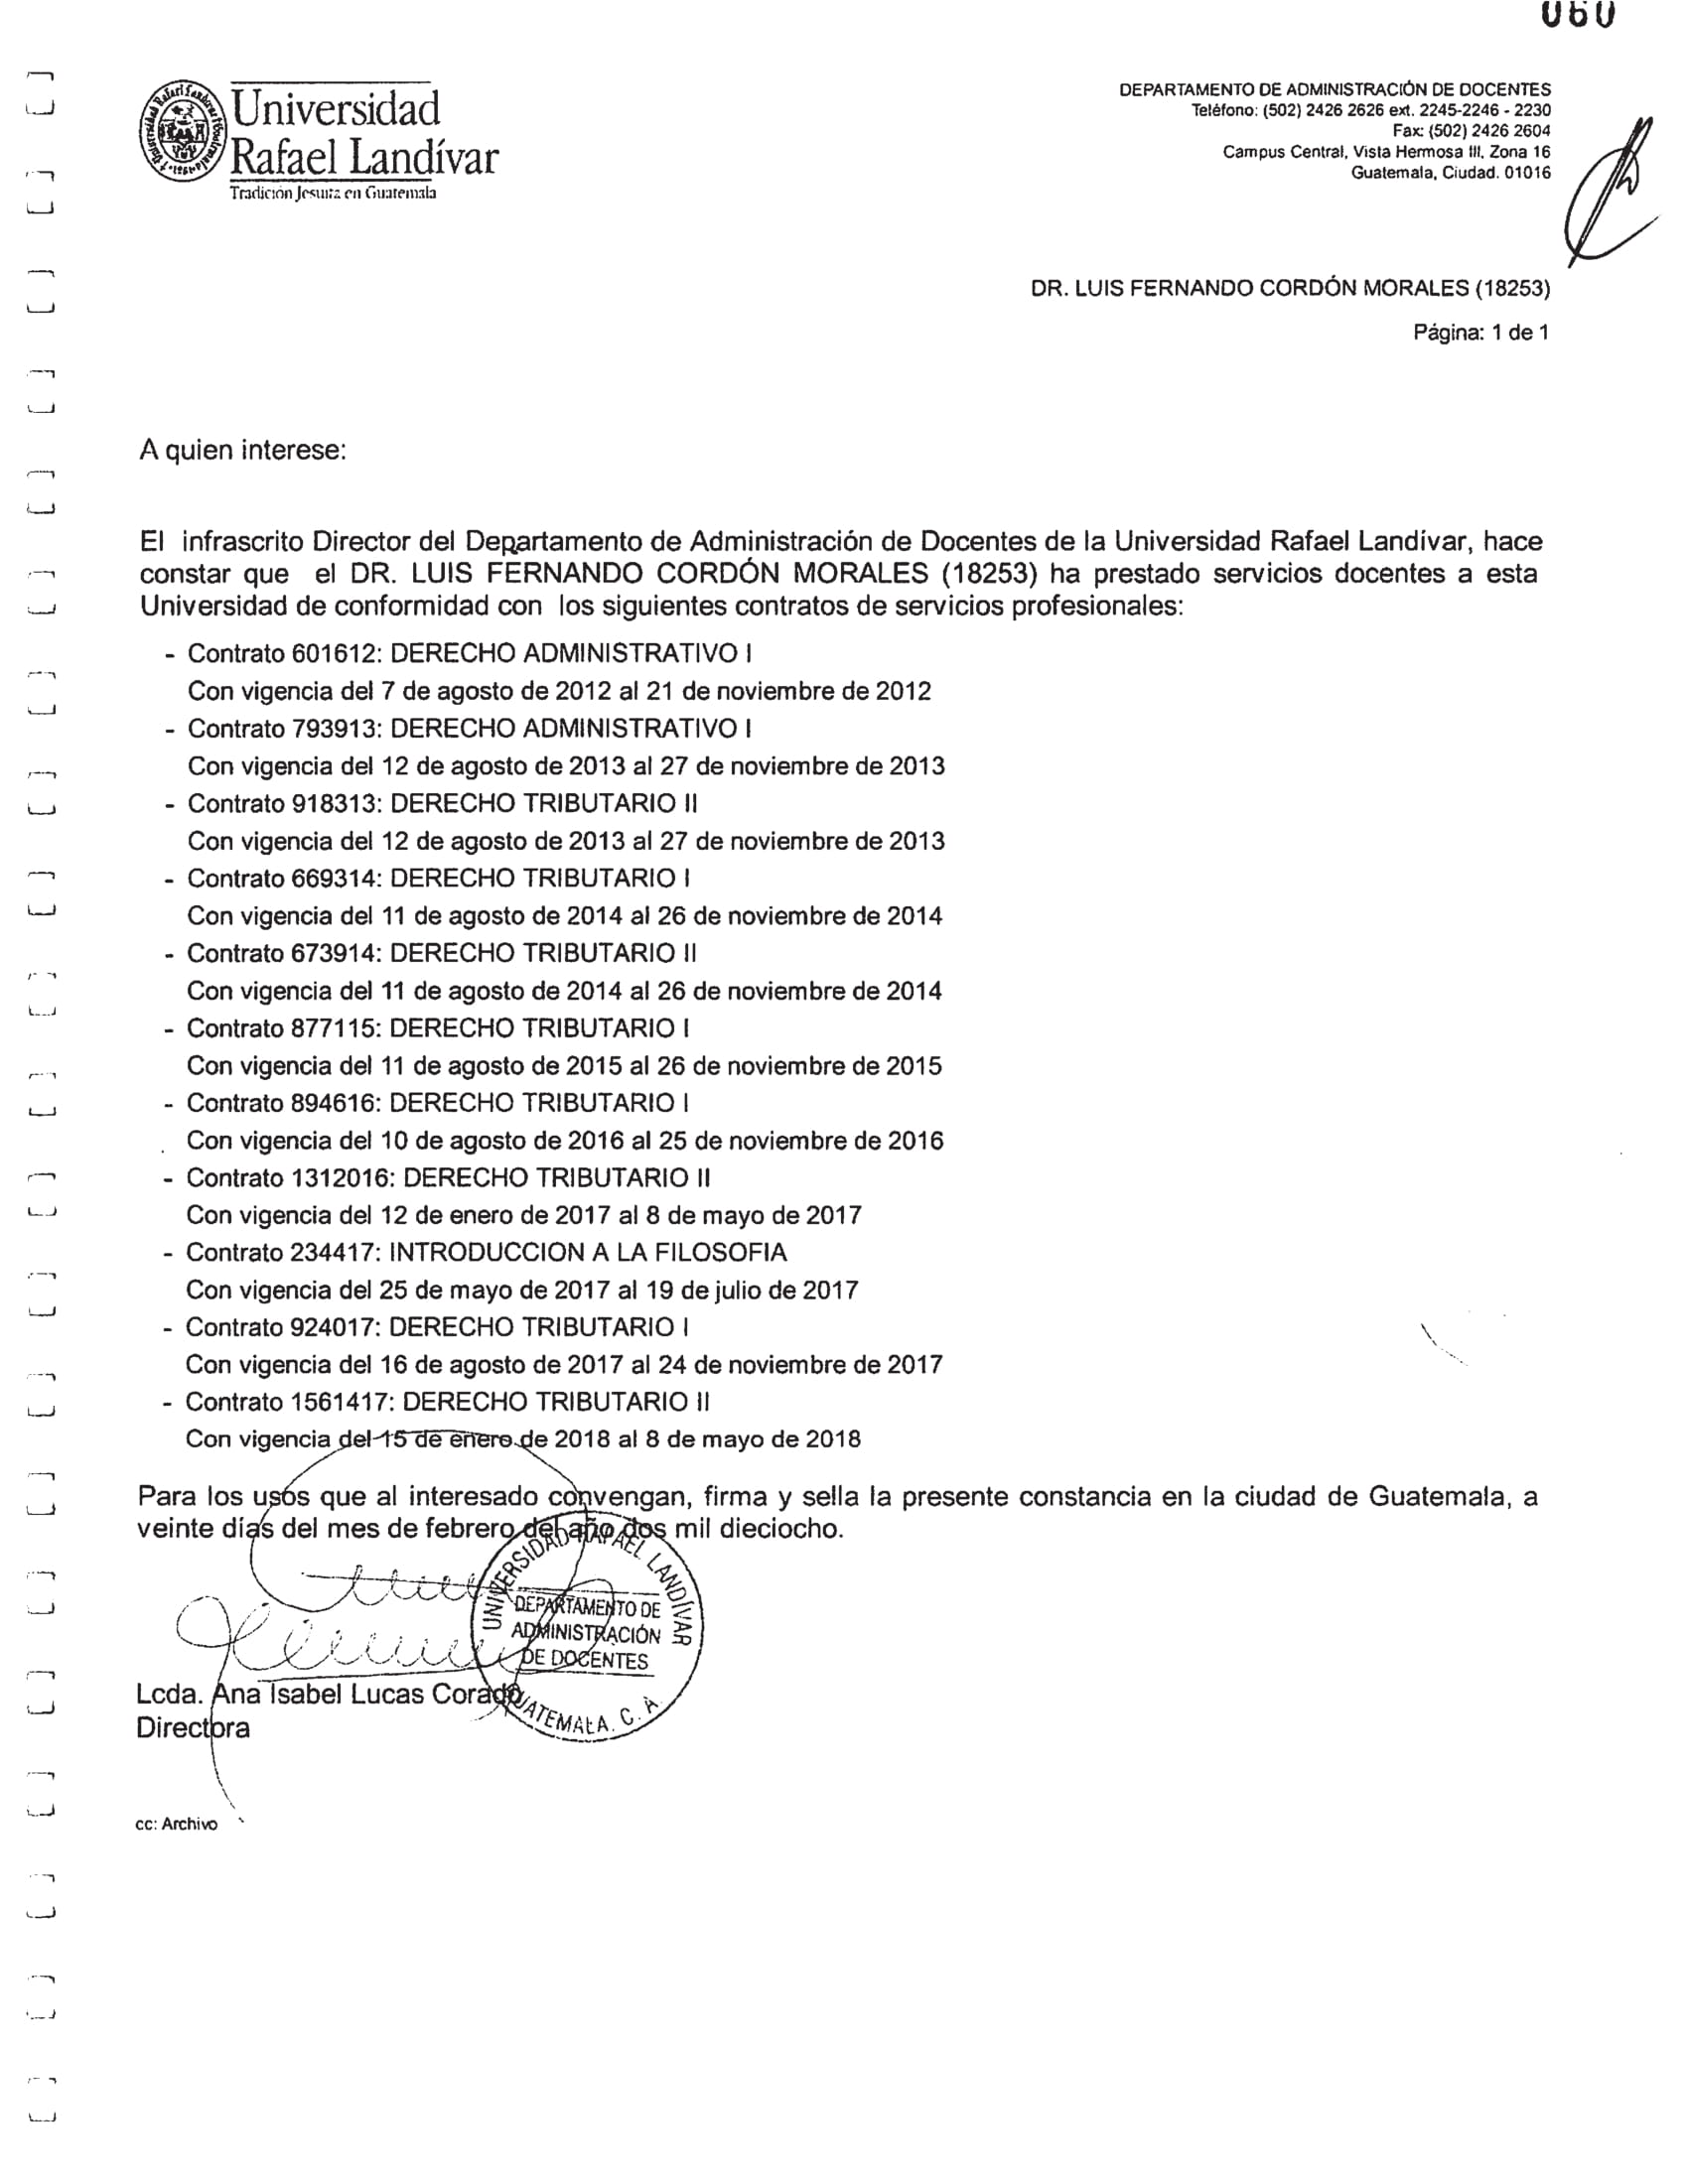 060
Universidad
Rafael Landívar
Tradición Jesuita en Guatemala
DEPARTAMENTO DE ADMINISTRACIÓN DE DOCENTES
Teléfono: (502) 2426 2626 ext. 2245-2246 - 2230
Fax: (502) 2426 2604
Campus Central, Vista Hermosa III, Zona 16
Guatemala, Ciudad. 01016
DR. LUIS FERNANDO CORDÓN MORALES (18253)
Página: 1 de 1
A quien interese:
El infrascrito Director del Departamento de Administración de Docentes de la Universidad Rafael Landívar, hace
constar que el DR. LUIS FERNANDO CORDÓN MORALES (18253) ha prestado servicios docentes a esta
Universidad de conformidad con los siguientes contratos de servicios profesionales:
- Contrato 601612: DERECHO ADMINISTRATIVO I
Con vigencia del 7 de agosto de 2012 al 21 de noviembre de 2012
- Contrato 793913: DERECHO ADMINISTRATIVO I
Con vigencia del 12 de agosto de 2013 al 27 de noviembre de 2013
- Contrato 918313: DERECHO TRIBUTARIO II
Con vigencia del 12 de agosto de 2013 al 27 de noviembre de 2013
- Contrato 669314: DERECHO TRIBUTARIO I
Con vigencia del 11 de agosto de 2014 al 26 de noviembre de 2014
- Contrato 673914: DERECHO TRIBUTARIO II
Con vigencia del 11 de agosto de 2014 al 26 de noviembre de 2014
- Contrato 877115: DERECHO TRIBUTARIO I
Con vigencia del 11 de agosto de 2015 al 26 de noviembre de 2015
- Contrato 894616: DERECHO TRIBUTARIO I
Con vigencia del 10 de agosto de 2016 al 25 de noviembre de 2016
- Contrato 1312016: DERECHO TRIBUTARIO II
Con vigencia del 12 de enero de 2017 al 8 de mayo de 2017
- Contrato 234417: INTRODUCCION A LA FILOSOFIA
Con vigencia del 25 de mayo de 2017 al 19 de julio de 2017
- Contrato 924017: DERECHO TRIBUTARIO I
Con vigencia del 16 de agosto de 2017 al 24 de noviembre de 2017
- Contrato 1561417: DERECHO TRIBUTARIO II
Con vigencia del 15 de enero de 2018 al 8 de mayo de 2018
Para los usos que al interesado convengan, firma y sella la presente constancia en la ciudad de Guatemala, a
veinte días del mes de febrero del año dos mil dieciocho.
UNIVERSIDAD RAFAEL LANDÍVAR
DEPARTAMENTO DE
ADMINISTRACIÓN
DE DOCENTES
GUATEMALA. C. A.
Lcda. Ana Isabel Lucas Corado
Directora
cc: Archivo